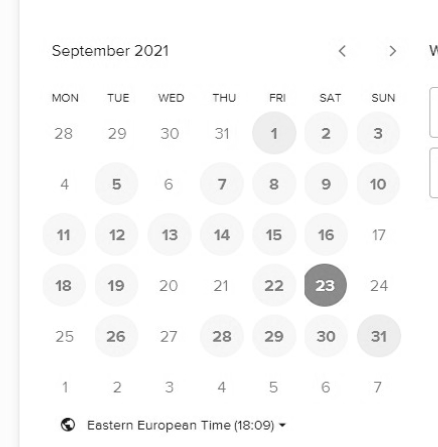 September 2021
MON TUE WED THU FRI SAT SUN
28 29 30 31 1 2 3
4 5 6 7 8 9 10
11 12 13 14 15 16 17
18 19 20 21 22 23 24
25 26 27 28 29 30 31
1 2 3 4 5 6 7
Eastern European Time (18:09)